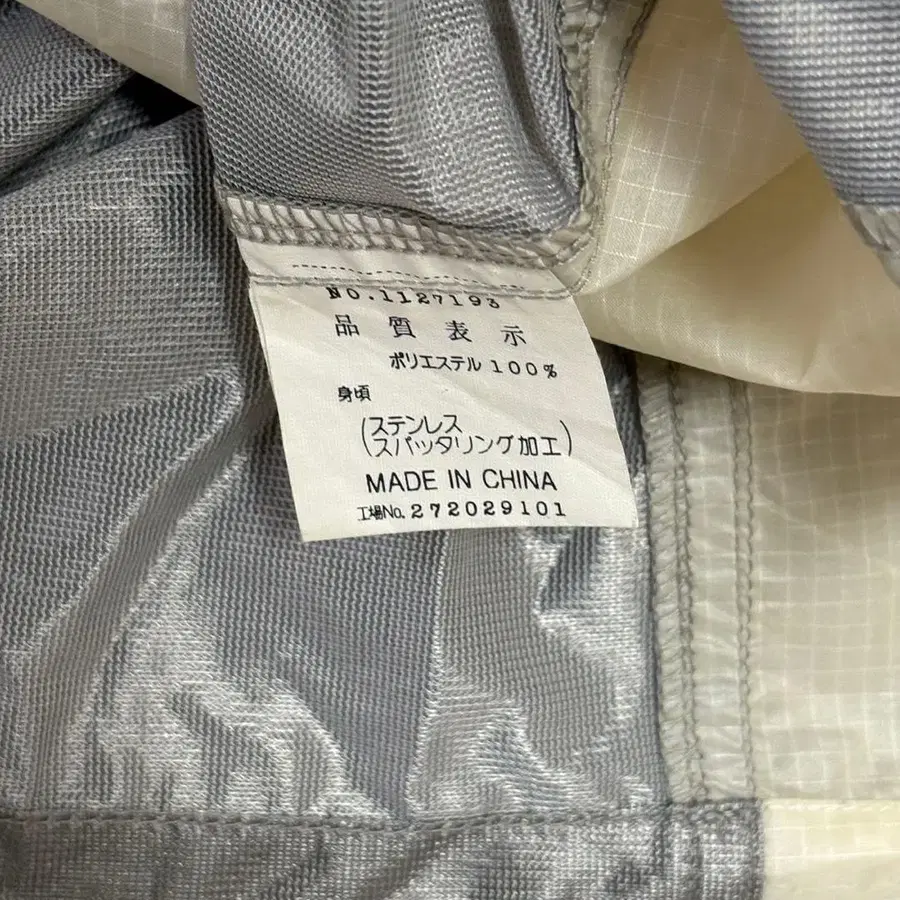 NO.1127193
品質表示
ポリエステル 100%
身頃
(ステンレス
スパッタリング加工)
MADE IN CHINA
工場No. 272029101